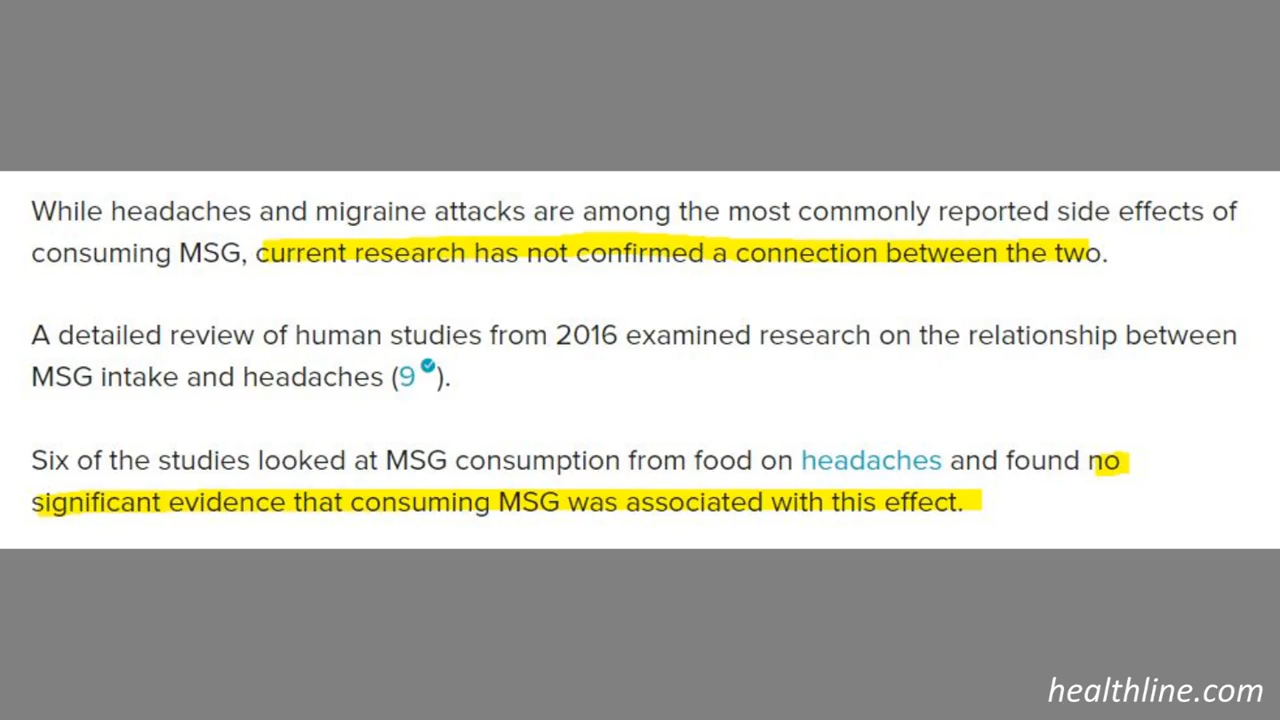 While headaches and migraine attacks are among the most commonly reported side effects of
consuming MSG, current research has not confirmed a connection between the two.
A detailed review of human studies from 2016 examined research on the relationship between
MSG intake and headaches (9).
Six of the studies looked at MSG consumption from food on headaches and found no
significant evidence that consuming MSG was associated with this effect.
healthline.com